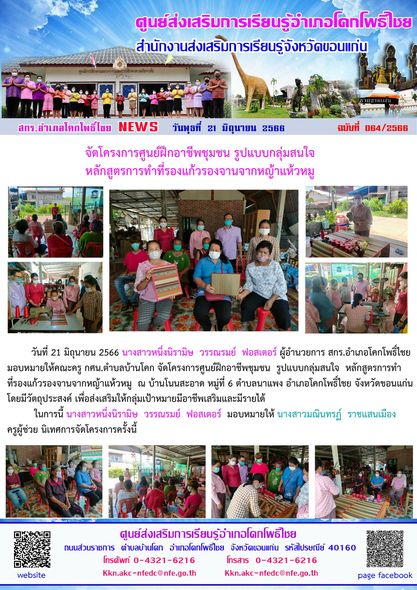 ศูนย์ส่งเสริมการเรียนรู้อำเภอโคกโพธิ์ไชย
สำนักงานส่งเสริมการเรียนรู้จังหวัดขอนแก่น
สกร.อำเภอโคกโพธิ์ไชย NEWS วันพุธที่ 21 มิถุนายน 2566 ฉบับที่ 064/2566
จัดโครงการศูนย์ฝึกอาชีพชุมชน รูปแบบกลุ่มสนใจ
หลักสูตรการทำที่รองแก้วรองจานจากหญ้าแห้วหมู
วันที่ 21 มิถุนายน 2566 นางสาวหนึ่งนิรามิษ วรรณรมย์ ฟอสเตอร์ ผู้อำนวยการ สกร.อำเภอโคกโพธิ์ไชย
มอบหมายให้คณะครู กศน.ตำบลบ้านโคก จัดโครงการศูนย์ฝึกอาชีพชุมชน รูปแบบกลุ่มสนใจ หลักสูตรการทำ
ที่รองแก้วรองจานจากหญ้าแห้วหมู ณ บ้านโนนสะอาด หมู่ที่ 6 ตำบลนาแพง อำเภอโคกโพธิ์ไชย จังหวัดขอนแก่น
โดยมีวัตถุประสงค์ เพื่อส่งเสริมให้กลุ่มเป้าหมายมีอาชีพเสริมและมีรายได้
ในการนี้ นางสาวหนึ่งนิรามิษ วรรณรมย์ ฟอสเตอร์ มอบหมายให้ นางสาวมณินทรฎ์ ราชแสนเมือง
ครูผู้ช่วย นิเทศการจัดโครงการครั้งนี้
ศูนย์ส่งเสริมการเรียนรู้อำเภอโคกโพธิ์ไชย
ถนนส่วนราชการ ตำบลบ้านโคก อำเภอโคกโพธิ์ไชย จังหวัดขอนแก่น รหัสไปรษณีย์ 40160
โทรศัพท์ 0-4321-6216 โทรสาร 0-4321-6216
Kkn.akc-nfedc@nfe.go.th Kkn.akc-nfedc@nfe.go.th
website
page facebook